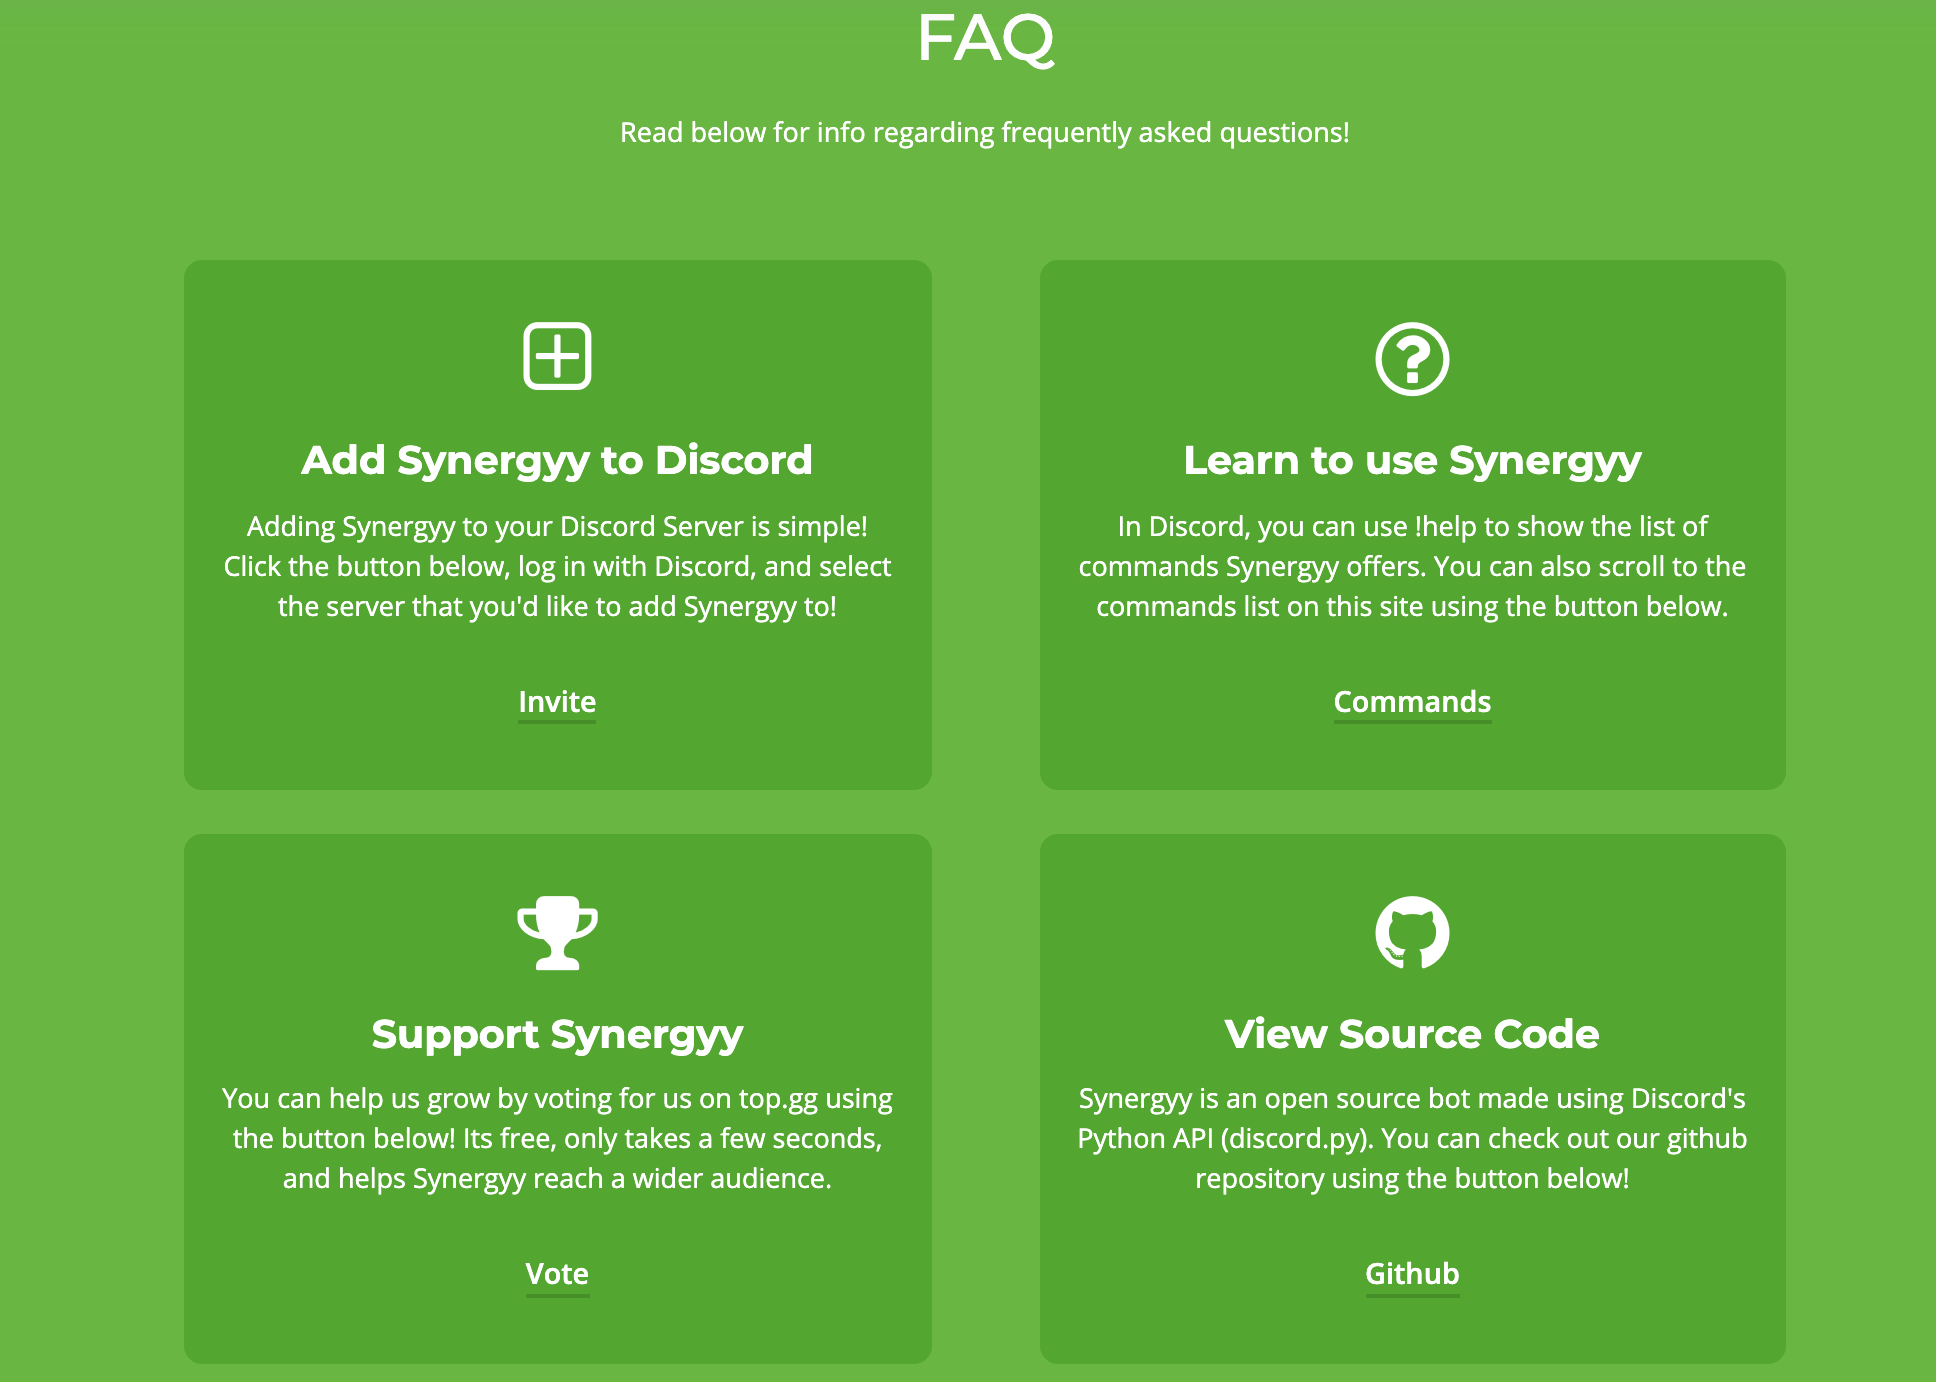 FAQ
Read below for info regarding frequently asked questions!
Add Synergyy to Discord
Adding Synergyy to your Discord Server is simple!
Click the button below, log in with Discord, and select
the server that you'd like to add Synergyy to!
Invite
Learn to use Synergyy
In Discord, you can use !help to show the list of
commands Synergyy offers. You can also scroll to the
commands list on this site using the button below.
Commands
Support Synergyy
You can help us grow by voting for us on top.gg using
the button below! Its free, only takes a few seconds,
and helps Synergyy reach a wider audience.
Vote
View Source Code
Synergyy is an open source bot made using Discord's
Python API (discord.py). You can check out our github
repository using the button below!
Github